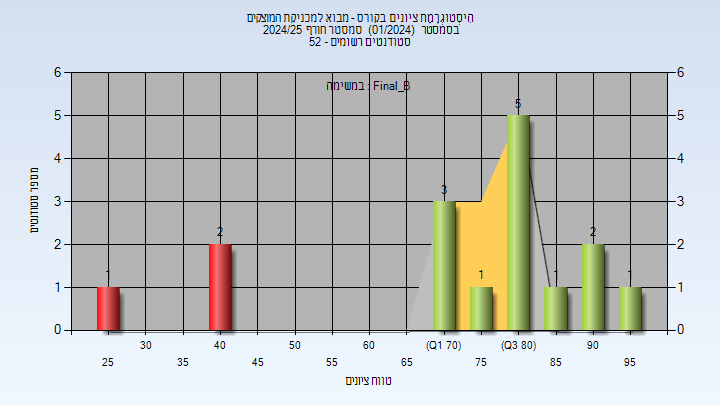 היסטוגרמת ציונים בקורס - מבוא למכניקת המוצקים
בסמסטר (01/2024) סמסטר חורף 2024/25
סטודנטים רשומים - 52
במשימה : Final_B
מספר סטודנטים
6 6
5 5
4 4
3 3
2 2
1 1
0 0
1 2 3 1 5 1 2 1
30 40 50 60 (Q1 70) (Q3 80) 90
25 35 45 55 65 75 85 95
טווח ציונים